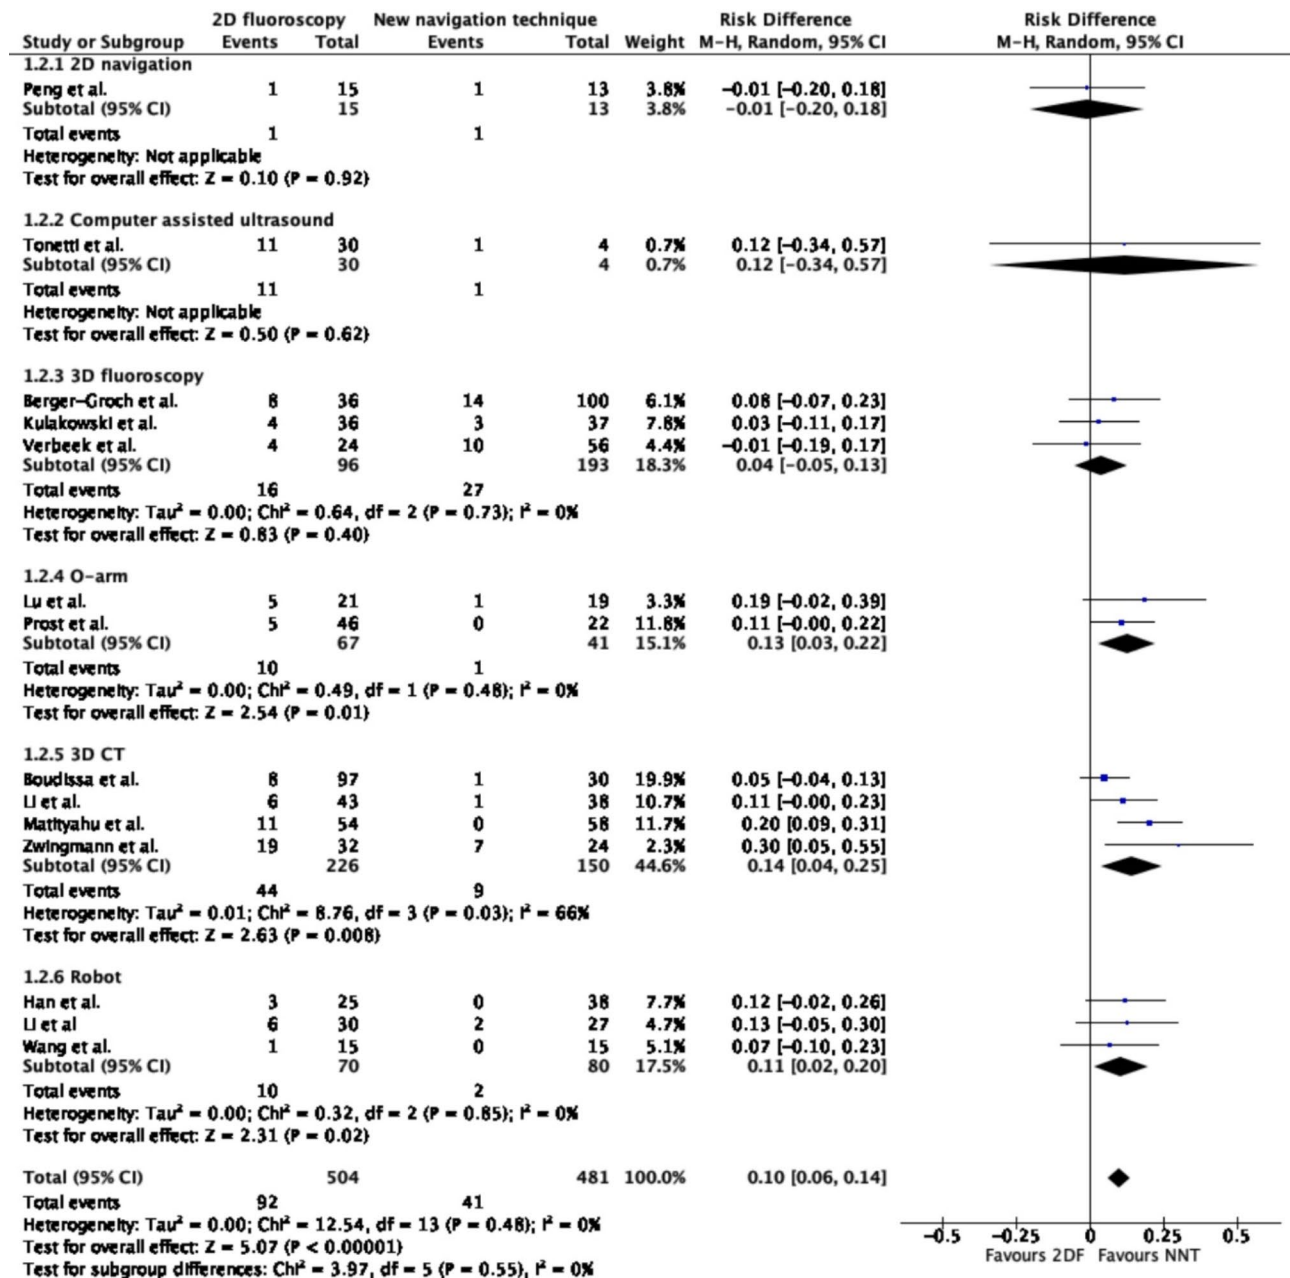 2D fluoroscopy New navigation technique Risk Difference Risk Difference
Study or Subgroup Events Total Events Total Weight M-H, Random, 95% CI M-H, Random, 95% CI
1.2.1 2D navigation
Peng et al. 1 15 1 13 3.8% -0.01 [-0.20, 0.18]
Subtotal (95% CI) 15 13 3.8% -0.01 [-0.20, 0.18]
Total events 1 1
Heterogeneity: Not applicable
Test for overall effect: Z = 0.10 (P = 0.92)
1.2.2 Computer assisted ultrasound
Tonetti et al. 11 30 1 4 0.7% 0.12 [-0.34, 0.57]
Subtotal (95% CI) 30 4 0.7% 0.12 [-0.34, 0.57]
Total events 11 1
Heterogeneity: Not applicable
Test for overall effect: Z = 0.50 (P = 0.62)
1.2.3 3D fluoroscopy
Berger-Groch et al. 8 36 14 100 6.1% 0.08 [-0.07, 0.23]
Kulakowski et al. 4 36 3 37 7.8% 0.03 [-0.11, 0.17]
Verbeek et al. 4 24 10 56 4.4% -0.01 [-0.19, 0.17]
Subtotal (95% CI) 96 193 18.3% 0.04 [-0.05, 0.13]
Total events 16 27
Heterogeneity: Tau² = 0.00; Chi² = 0.64, df = 2 (P = 0.73); I² = 0%
Test for overall effect: Z = 0.83 (P = 0.40)
1.2.4 O-arm
Lu et al. 5 21 1 19 3.3% 0.19 [-0.02, 0.39]
Prost et al. 5 46 0 22 11.8% 0.11 [-0.00, 0.22]
Subtotal (95% CI) 67 41 15.1% 0.13 [0.03, 0.22]
Total events 10 1
Heterogeneity: Tau² = 0.00; Chi² = 0.49, df = 1 (P = 0.48); I² = 0%
Test for overall effect: Z = 2.54 (P = 0.01)
1.2.5 3D CT
Boudissa et al. 8 97 1 30 19.9% 0.05 [-0.04, 0.13]
Li et al. 6 43 1 38 10.7% 0.11 [-0.00, 0.23]
Matityahu et al. 11 54 0 58 11.7% 0.20 [0.09, 0.31]
Zwingmann et al. 19 32 7 24 2.3% 0.30 [0.05, 0.55]
Subtotal (95% CI) 226 150 44.6% 0.14 [0.04, 0.25]
Total events 44 9
Heterogeneity: Tau² = 0.01; Chi² = 8.76, df = 3 (P = 0.03); I² = 66%
Test for overall effect: Z = 2.63 (P = 0.008)
1.2.6 Robot
Han et al. 3 25 0 38 7.7% 0.12 [-0.02, 0.26]
Li et al 6 30 2 27 4.7% 0.13 [-0.05, 0.30]
Wang et al. 1 15 0 15 5.1% 0.07 [-0.10, 0.23]
Subtotal (95% CI) 70 80 17.5% 0.11 [0.02, 0.20]
Total events 10 2
Heterogeneity: Tau² = 0.00; Chi² = 0.32, df = 2 (P = 0.85); I² = 0%
Test for overall effect: Z = 2.31 (P = 0.02)
Total (95% CI) 504 481 100.0% 0.10 [0.06, 0.14]
Total events 92 41
Heterogeneity: Tau² = 0.00; Chi² = 12.54, df = 13 (P = 0.48); I² = 0%
Test for overall effect: Z = 5.07 (P < 0.00001)
Test for subgroup differences: Chi² = 3.97, df = 5 (P = 0.55), I² = 0%
-0.5 -0.25 0 0.25 0.5
Favours 2DF Favours NNT